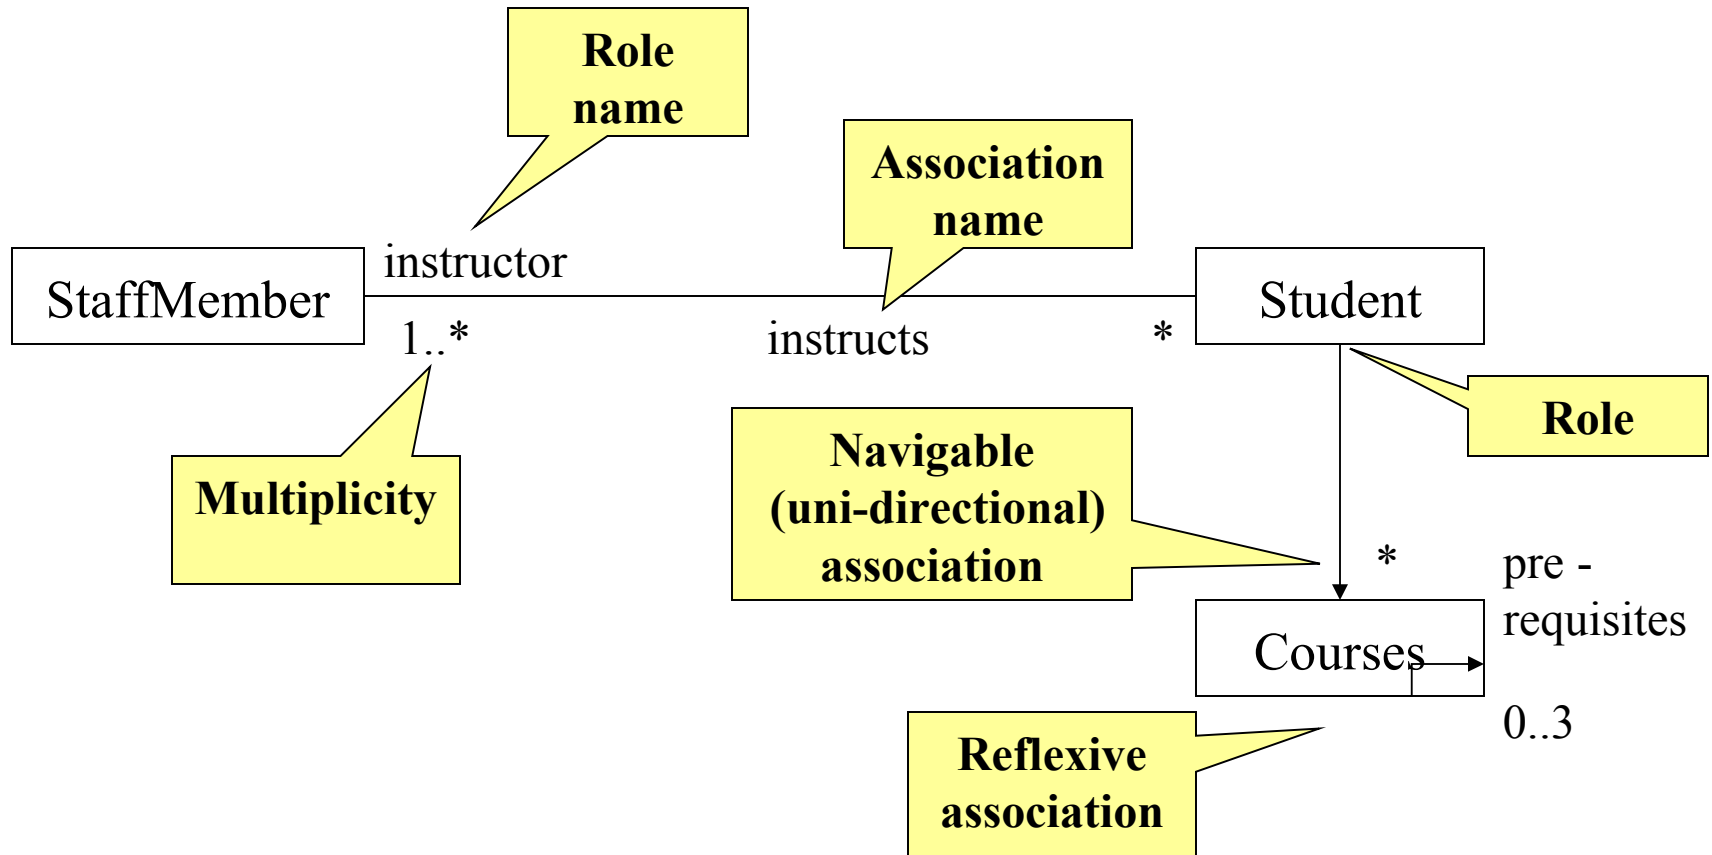 Role
name
Association
name
instructor
StaffMember
Student
1..*
instructs
*
Role
Multiplicity
Navigable
(uni-directional)
association
*
pre -
requisites
Courses
0..3
Reflexive
association